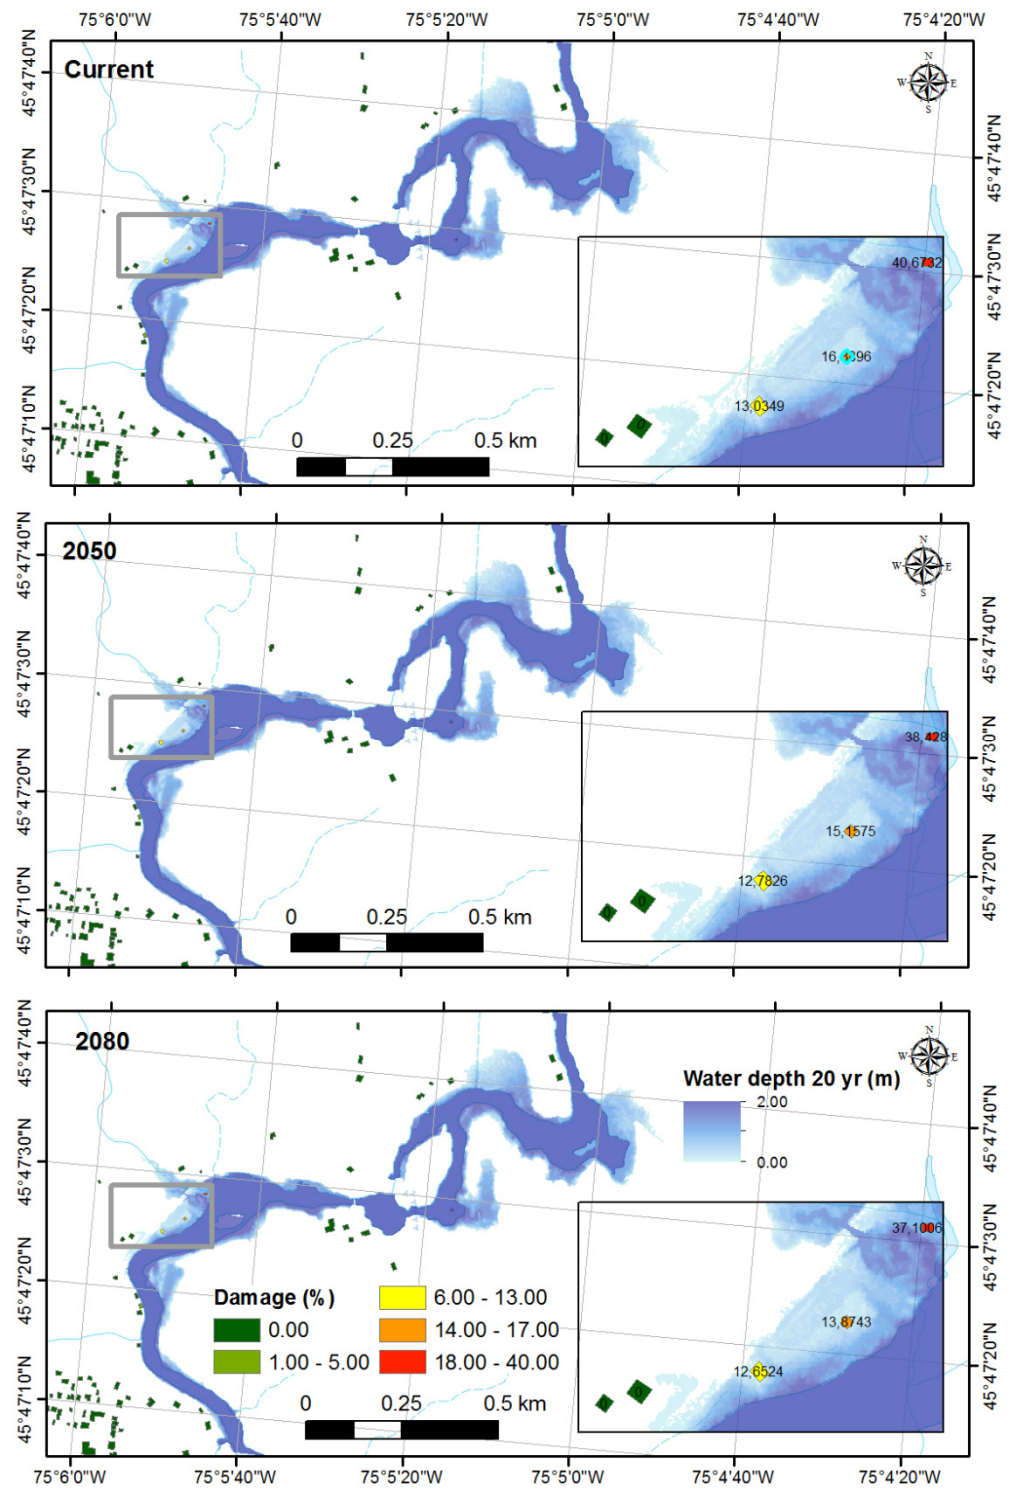 75°6'0"W 75°5'40"W 75°5'20"W 75°5'0"W 75°4'40"W 75°4'20"W
Current
N
W E
S
45°47'40"N
45°47'30"N
45°47'20"N
45°47'10"N
45°47'40"N
45°47'30"N
45°47'20"N
40,6732
13,0349
0
0
0 0.25 0.5 km
2050
N
W E
S
45°47'40"N
45°47'30"N
45°47'20"N
45°47'10"N
45°47'40"N
45°47'30"N
45°47'20"N
38,428
15,1575
12,7826
0
0
0 0.25 0.5 km
2080
N
W E
S
45°47'40"N
45°47'30"N
45°47'20"N
45°47'10"N
45°47'40"N
45°47'30"N
45°47'20"N
Water depth 20 yr (m)
2.00
0.00
37,1006
13,8743
12,6524
0
0
Damage (%)
0.00
1.00 - 5.00
6.00 - 13.00
14.00 - 17.00
18.00 - 40.00
0 0.25 0.5 km
75°6'0"W 75°5'40"W 75°5'20"W 75°5'0"W 75°4'40"W 75°4'20"W